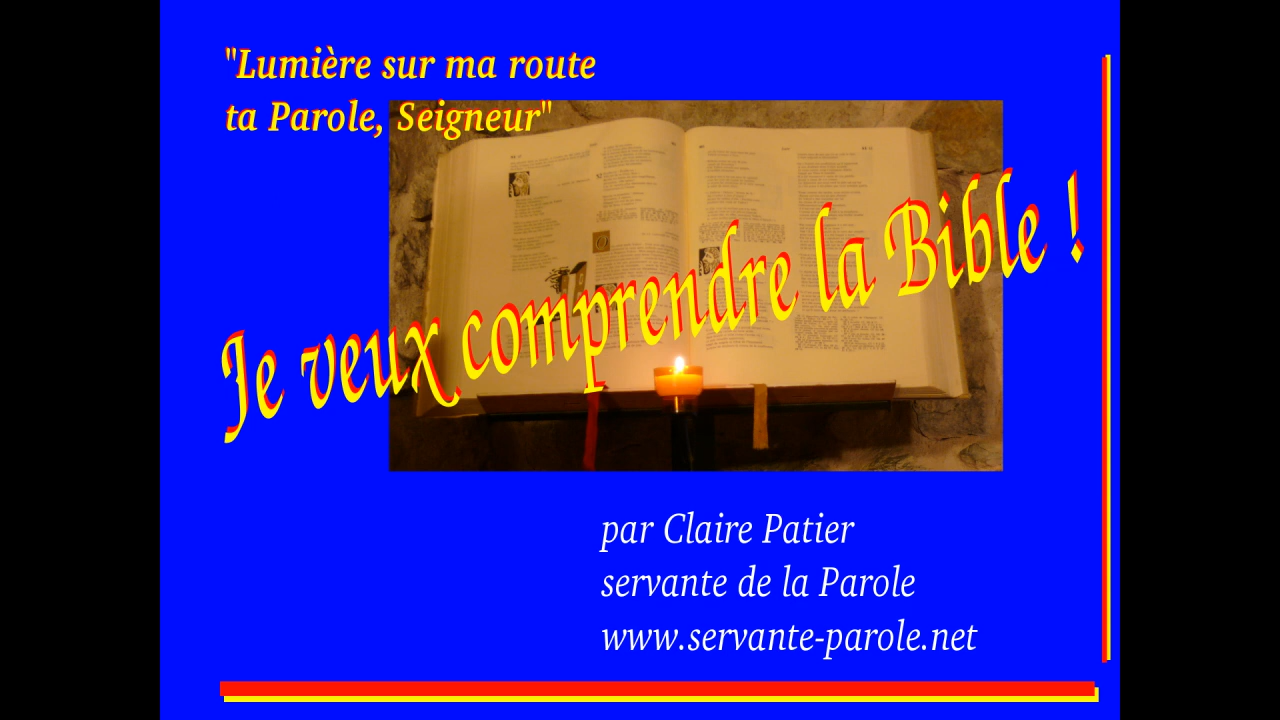 "Lumière sur ma route
ta Parole, Seigneur"
Je veux comprendre la Bible !
par Claire Patier
servante de la Parole
www.servante-parole.net